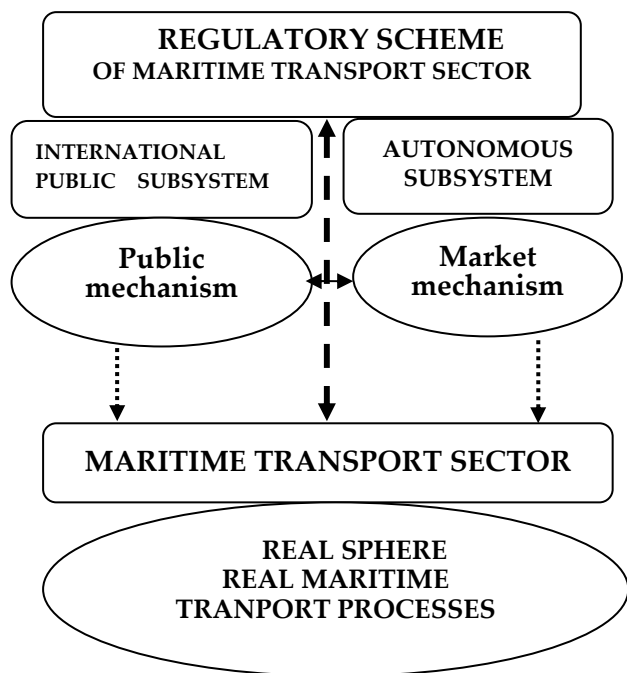 REGULATORY SCHEME
OF MARITIME TRANSPORT SECTOR
INTERNATIONAL
PUBLIC SUBSYSTEM
AUTONOMOUS
SUBSYSTEM
Public
mechanism
Market
mechanism
MARITIME TRANSPORT SECTOR
REAL SPHERE
REAL MARITIME
TRANPORT PROCESSES